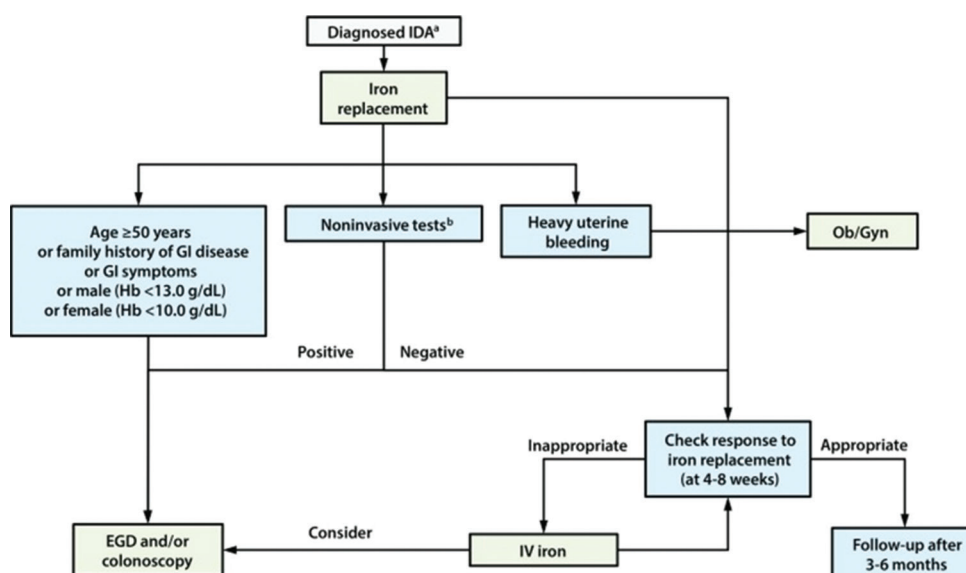 Diagnosed IDAᵃ
Iron
replacement
Age ≥50 years
or family history of GI disease
or GI symptoms
or male (Hb <13.0 g/dL)
or female (Hb <10.0 g/dL)
Noninvasive testsᵇ
Heavy uterine
bleeding
Ob/Gyn
Positive
Negative
Inappropriate
Check response to
iron replacement
(at 4-8 weeks)
Appropriate
EGD and/or
colonoscopy
Consider
IV iron
Follow-up after
3-6 months